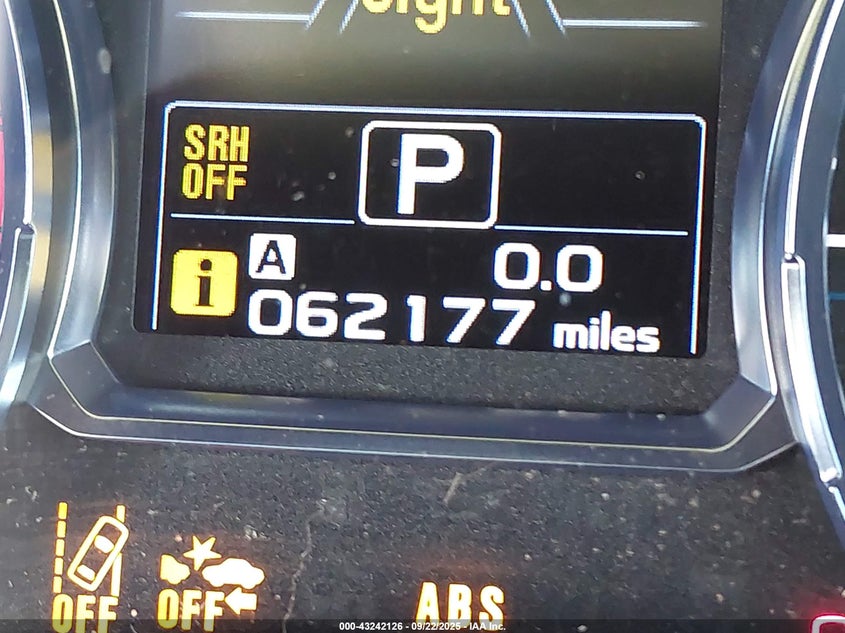 SRH
OFF
P
i A 0.0
062177 miles
OFF OFF ABS
000-43242126 - 09/22/2025 - IAA Inc.